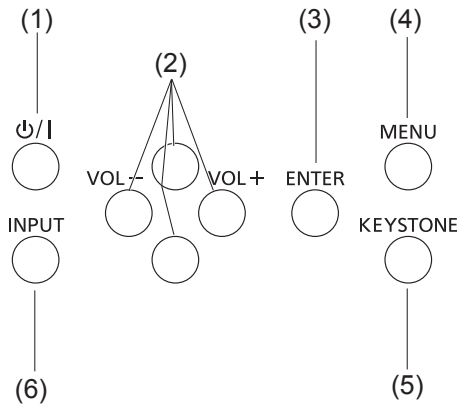 (1)
(2)
(3)
(4)
⏻/|
MENU
VOL−
VOL+
ENTER
INPUT
KEYSTONE
(6)
(5)